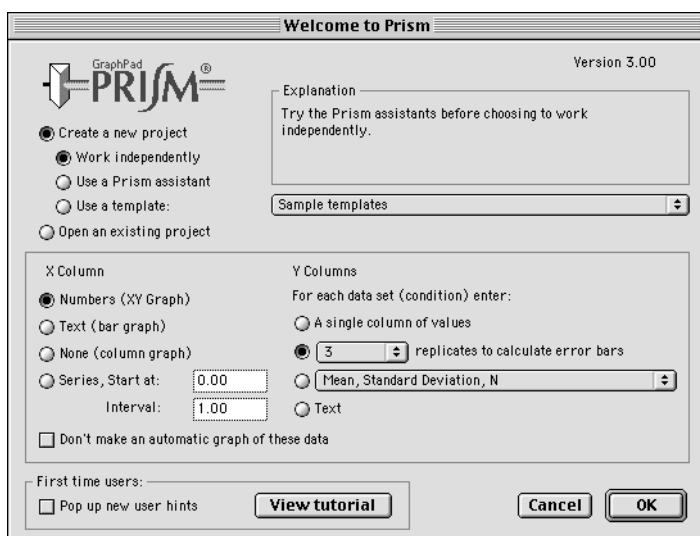 Welcome to Prism
GraphPad
PRISM®
Version 3.00
Explanation
Try the Prism assistants before choosing to work
independently.
Create a new project
Work independently
Use a Prism assistant
Use a template:
Sample templates
Open an existing project
X Column
Numbers (XY Graph)
Text (bar graph)
None (column graph)
Series, Start at: 0.00
Interval: 1.00
Y Columns
For each data set (condition) enter:
A single column of values
3 replicates to calculate error bars
Mean, Standard Deviation, N
Text
Don't make an automatic graph of these data
First time users:
Pop up new user hints
View tutorial
Cancel
OK